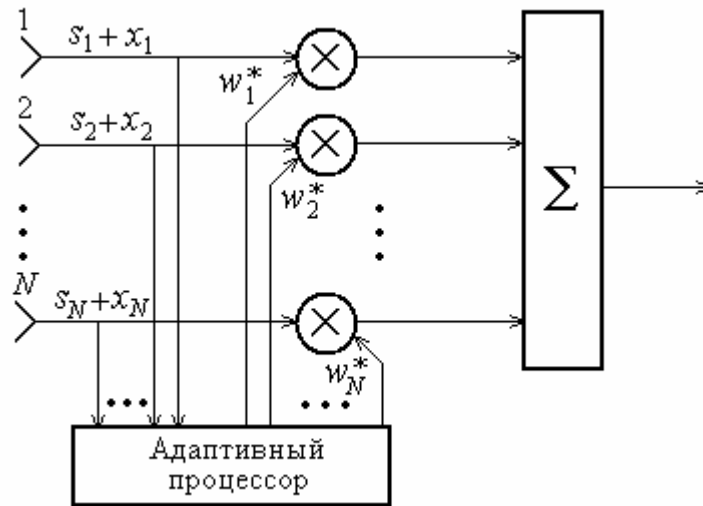 1
s₁+x₁
w₁*
2
s₂+x₂
w₂*
Σ
N
s_N+x_N
w_N*
Адаптивный
процессор